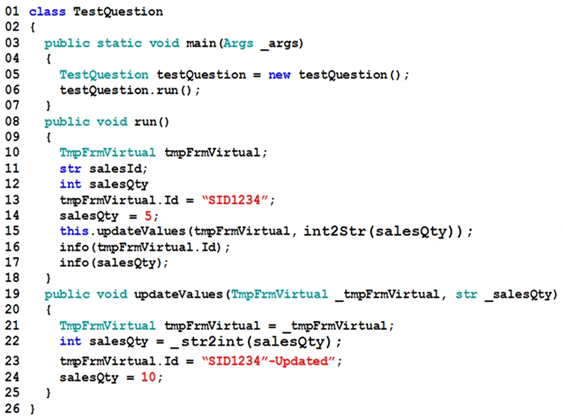 01 class TestQuestion
02 {
03 public static void main(Args _args)
04 {
05 TestQuestion testQuestion = new testQuestion();
06 testQuestion.run();
07 }
08 public void run()
09 {
10 TmpFrmVirtual tmpFrmVirtual;
11 str salesId;
12 int salesQty
13 tmpFrmVirtual.Id = “SID1234”;
14 salesQty = 5;
15 this.updateValues(tmpFrmVirtual, int2Str(salesQty));
16 info(tmpFrmVirtual.Id);
17 info(salesQty);
18 }
19 public void updateValues(TmpFrmVirtual _tmpFrmVirtual, str _salesQty)
20 {
21 TmpFrmVirtual tmpFrmVirtual = _tmpFrmVirtual;
22 int salesQty = _str2int(salesQty);
23 tmpFrmVirtual.Id = “SID1234”-Updated”;
24 salesQty = 10;
25 }
26 }